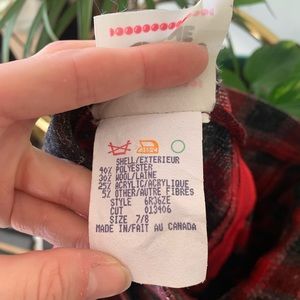 SHELL/EXTERIEUR
40% POLYESTER
30% WOOL/LAINE
25% ACRYLIC/ACRYLIQUE
5% OTHER/AUTRE FIBRES
STYLE 6R36ZE
CUT 013406
SIZE 7/8
MADE IN/FAIT AU CANADA